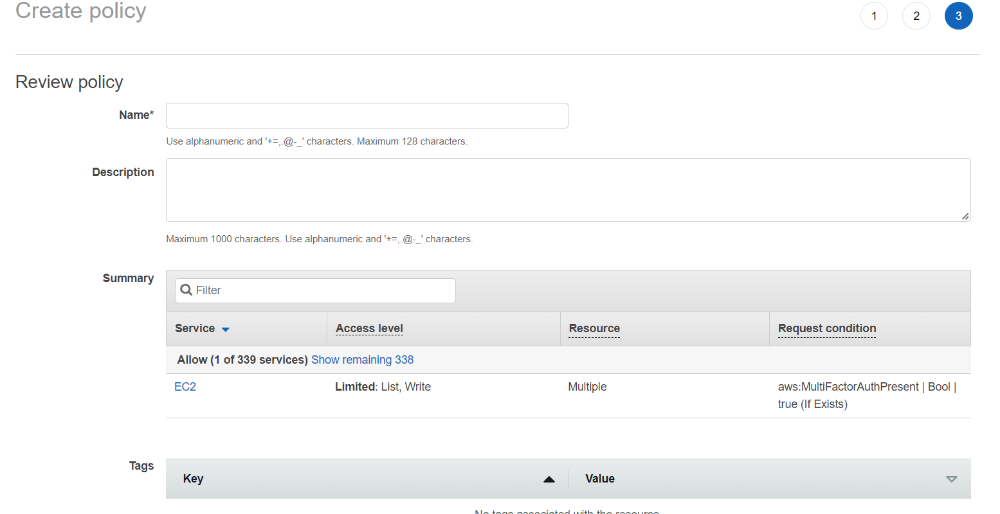 Create policy
1 2 3
Review policy
Name*
Use alphanumeric and '+=,.@-_' characters. Maximum 128 characters.
Description
Maximum 1000 characters. Use alphanumeric and '+=,.@-_' characters.
Summary
Filter
Service Access level Resource Request condition
Allow (1 of 339 services) Show remaining 338
EC2 Limited: List, Write Multiple aws:MultiFactorAuthPresent | Bool |
true (If Exists)
Tags
Key Value
No tags associated with the resource